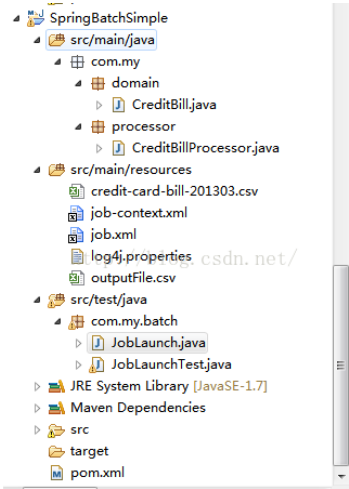 SpringBatchSimple
src/main/java
com.my
domain
CreditBill.java
processor
CreditBillProcessor.java
src/main/resources
credit-card-bill-201303.csv
job-context.xml
job.xml
log4j.properties
outputFile.csv
src/test/java
com.my.batch
JobLaunch.java
JobLaunchTest.java
JRE System Library [JavaSE-1.7]
Maven Dependencies
src
target
pom.xml